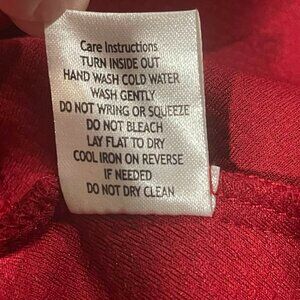 Care Instructions
TURN INSIDE OUT
HAND WASH COLD WATER
WASH GENTLY
DO NOT WRING OR SQUEEZE
DO NOT BLEACH
LAY FLAT TO DRY
COOL IRON ON REVERSE
IF NEEDED
DO NOT DRY CLEAN